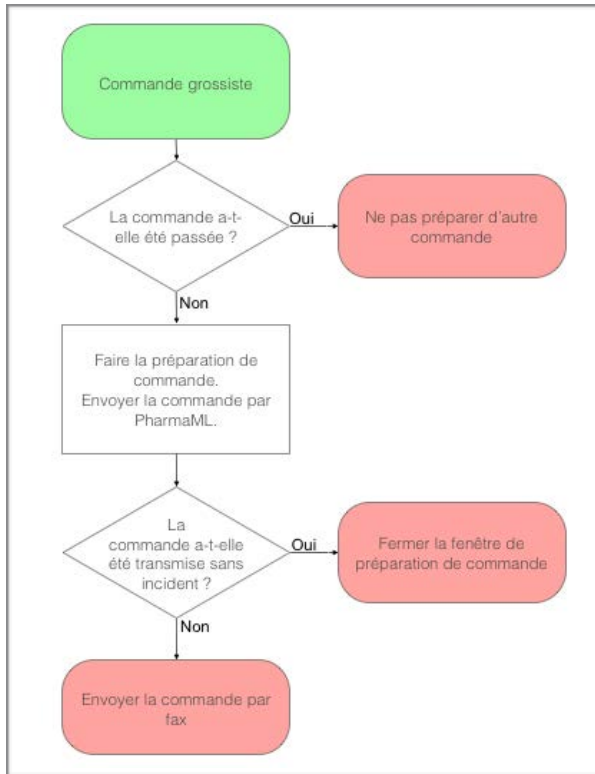 Commande grossiste
La commande a-t-
elle été passée ?
Oui
Ne pas préparer d'autre
commande
Non
Faire la préparation de
commande.
Envoyer la commande par
PharmaML.
La
commande a-t-elle
été transmise sans
incident ?
Oui
Fermer la fenêtre de
préparation de commande
Non
Envoyer la commande par
fax